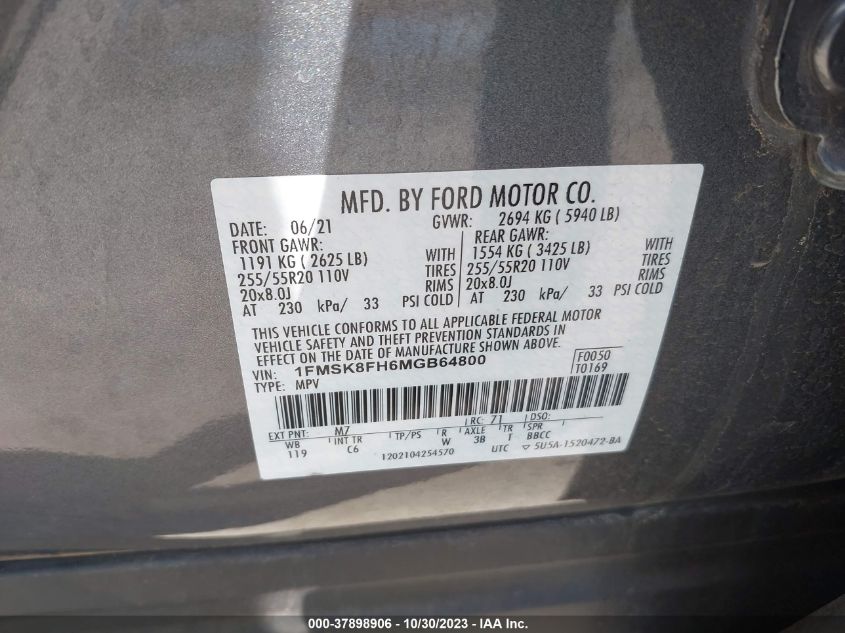 MFD. BY FORD MOTOR CO.
DATE: 06/21 GVWR: 2694 KG ( 5940 LB)
FRONT GAWR: REAR GAWR:
1191 KG ( 2625 LB) WITH 1554 KG ( 3425 LB) WITH
255/55R20 110V TIRES 255/55R20 110V TIRES
20x8.0J RIMS 20x8.0J RIMS
AT 230 kPa/ 33 PSI COLD AT 230 kPa/ 33 PSI COLD
THIS VEHICLE CONFORMS TO ALL APPLICABLE FEDERAL MOTOR
VEHICLE SAFETY AND THEFT PREVENTION STANDARDS IN
EFFECT ON THE DATE OF MANUFACTURE SHOWN ABOVE.
VIN: 1FMSK8FH6MGB64800 F0050
TYPE: MPV T0169
EXT PNT: M7 RC: 71 DSO:
WB INT TR TP/PS R AXLE TR SPR
119 C6 W 3B T BBCC
1202104254570 UTC ▽ 5U5A-1520472-BA
000-37898906 - 10/30/2023 - IAA Inc.